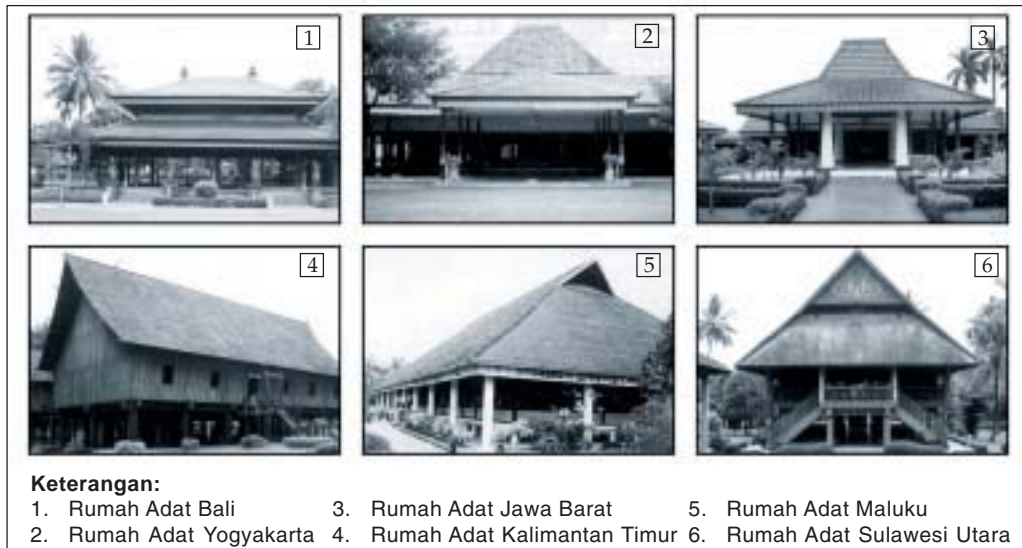 1
2
3
4
5
6
Keterangan:
1. Rumah Adat Bali 3. Rumah Adat Jawa Barat 5. Rumah Adat Maluku
2. Rumah Adat Yogyakarta 4. Rumah Adat Kalimantan Timur 6. Rumah Adat Sulawesi Utara